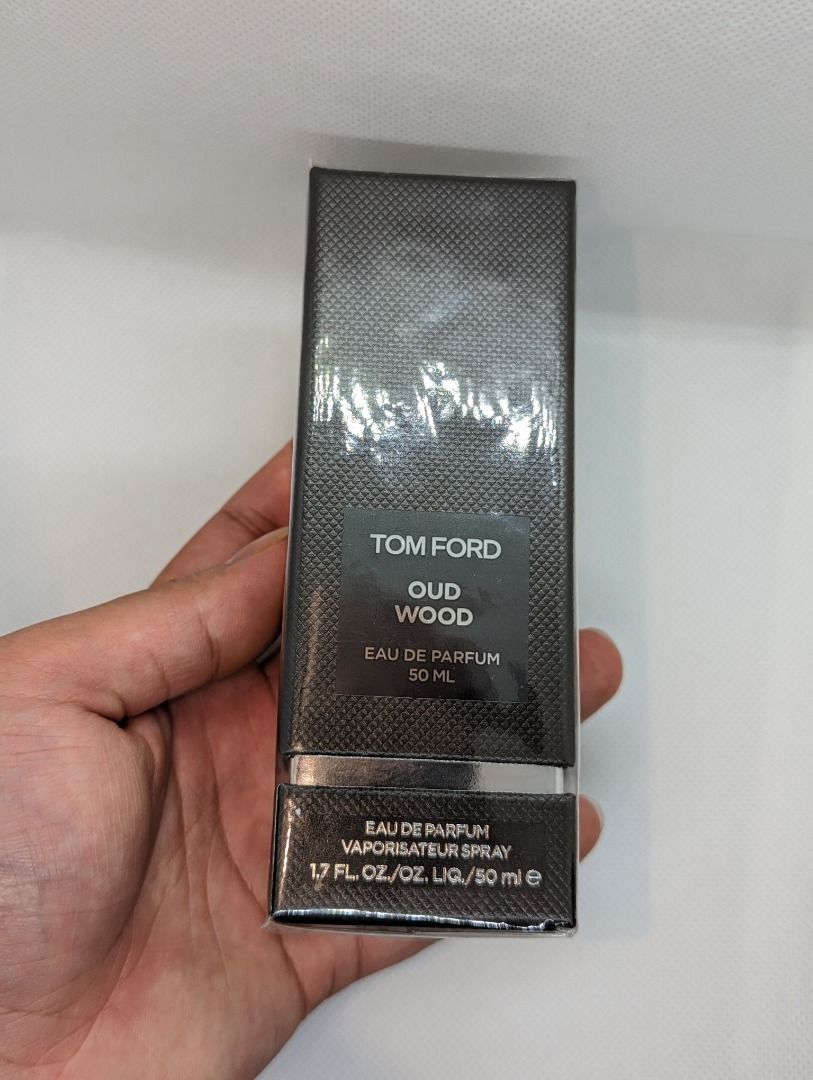 TOM FORD
OUD
WOOD
EAU DE PARFUM
50 ML
EAU DE PARFUM
VAPORISATEUR SPRAY
1.7 FL. OZ./OZ. LIQ./50 ml ℮